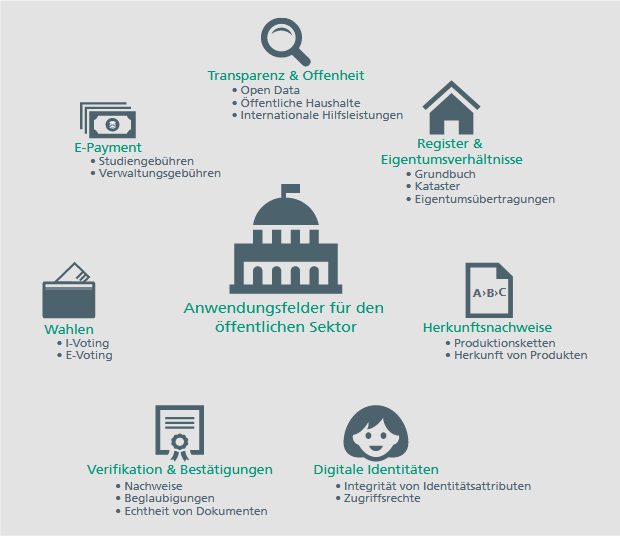 Transparenz & Offenheit
• Open Data
• Öffentliche Haushalte
• Internationale Hilfsleistungen
E-Payment
• Studiengebühren
• Verwaltungsgebühren
Register &
Eigentumsverhältnisse
• Grundbuch
• Kataster
• Eigentumsübertragungen
Anwendungsfelder für den
öffentlichen Sektor
Wahlen
• I-Voting
• E-Voting
A›B›C
Herkunftsnachweise
• Produktionsketten
• Herkunft von Produkten
Verifikation & Bestätigungen
• Nachweise
• Beglaubigungen
• Echtheit von Dokumenten
Digitale Identitäten
• Integrität von Identitätsattributen
• Zugriffsrechte